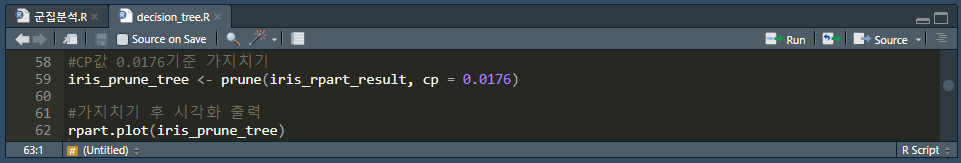 군집분석.R
decision_tree.R
Source on Save
Run
Source
58 #CP값 0.0176기준 가지치기
59 iris_prune_tree <- prune(iris_rpart_result, cp = 0.0176)
60
61 #가지치기 후 시각화 출력
62 rpart.plot(iris_prune_tree)
63:1 # (Untitled) R Script